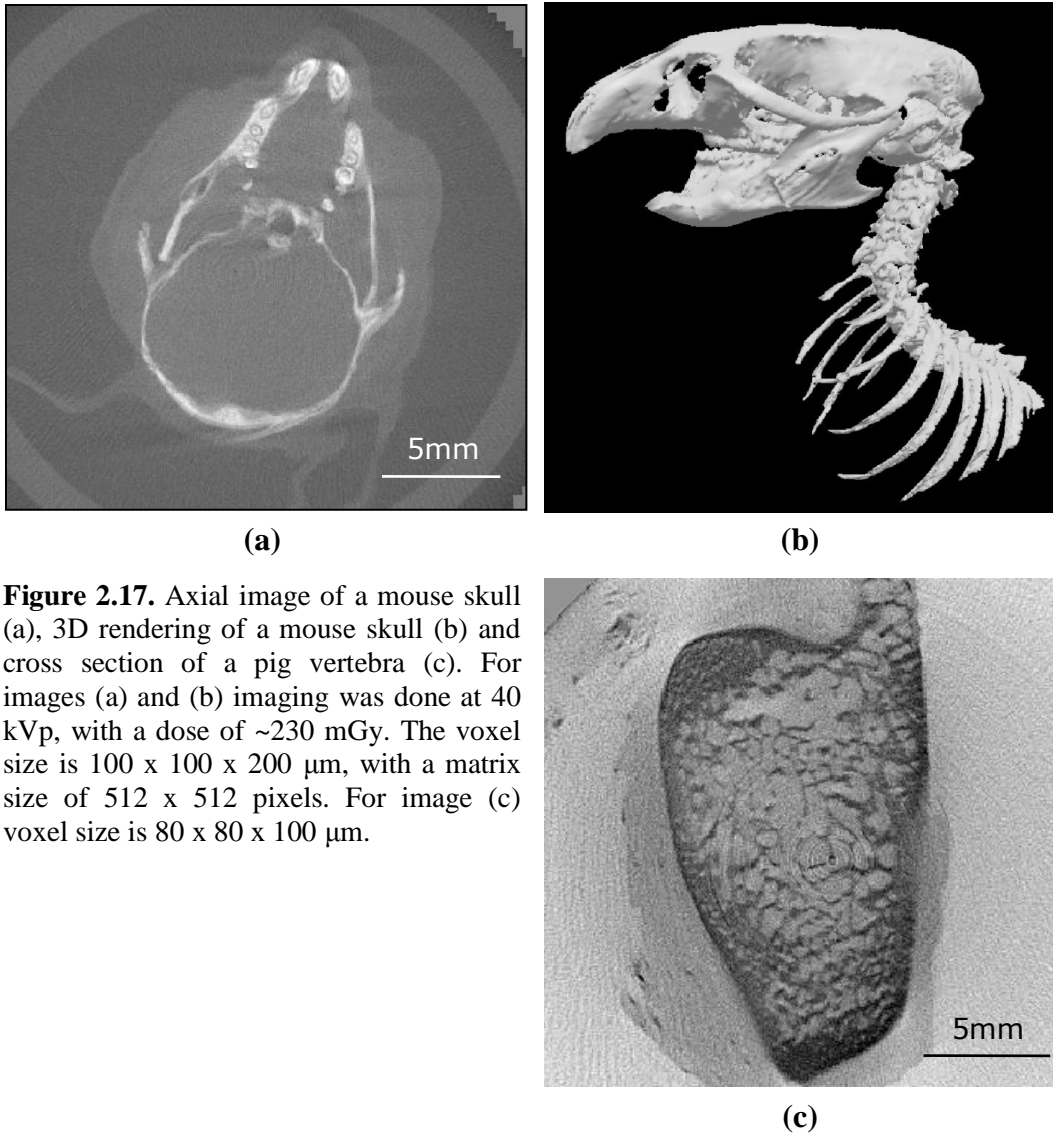 5mm
(a)
(b)
Figure 2.17. Axial image of a mouse skull
(a), 3D rendering of a mouse skull (b) and
cross section of a pig vertebra (c). For
images (a) and (b) imaging was done at 40
kVp, with a dose of ~230 mGy. The voxel
size is 100 x 100 x 200 μm, with a matrix
size of 512 x 512 pixels. For image (c)
voxel size is 80 x 80 x 100 μm.
5mm
(c)